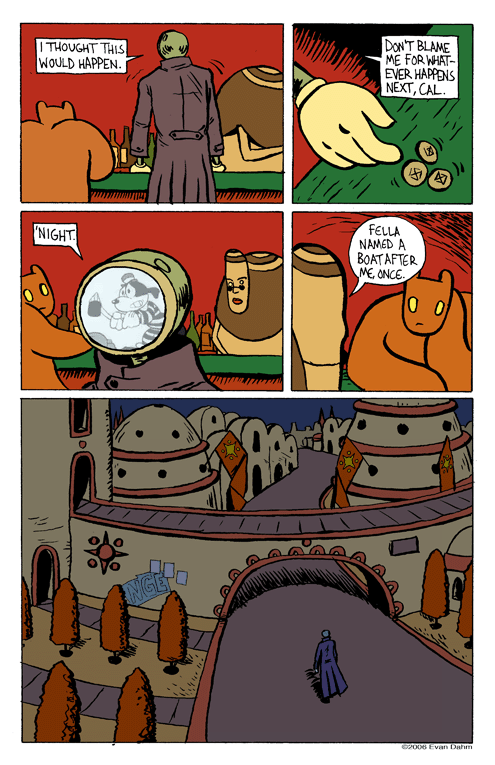 I THOUGHT THIS
WOULD HAPPEN.
DON'T BLAME
ME FOR WHAT-
EVER HAPPENS
NEXT, CAL.
'NIGHT.
FELLA
NAMED A
BOAT AFTER
ME ONCE.
NGE
©2006 Evan Dahm